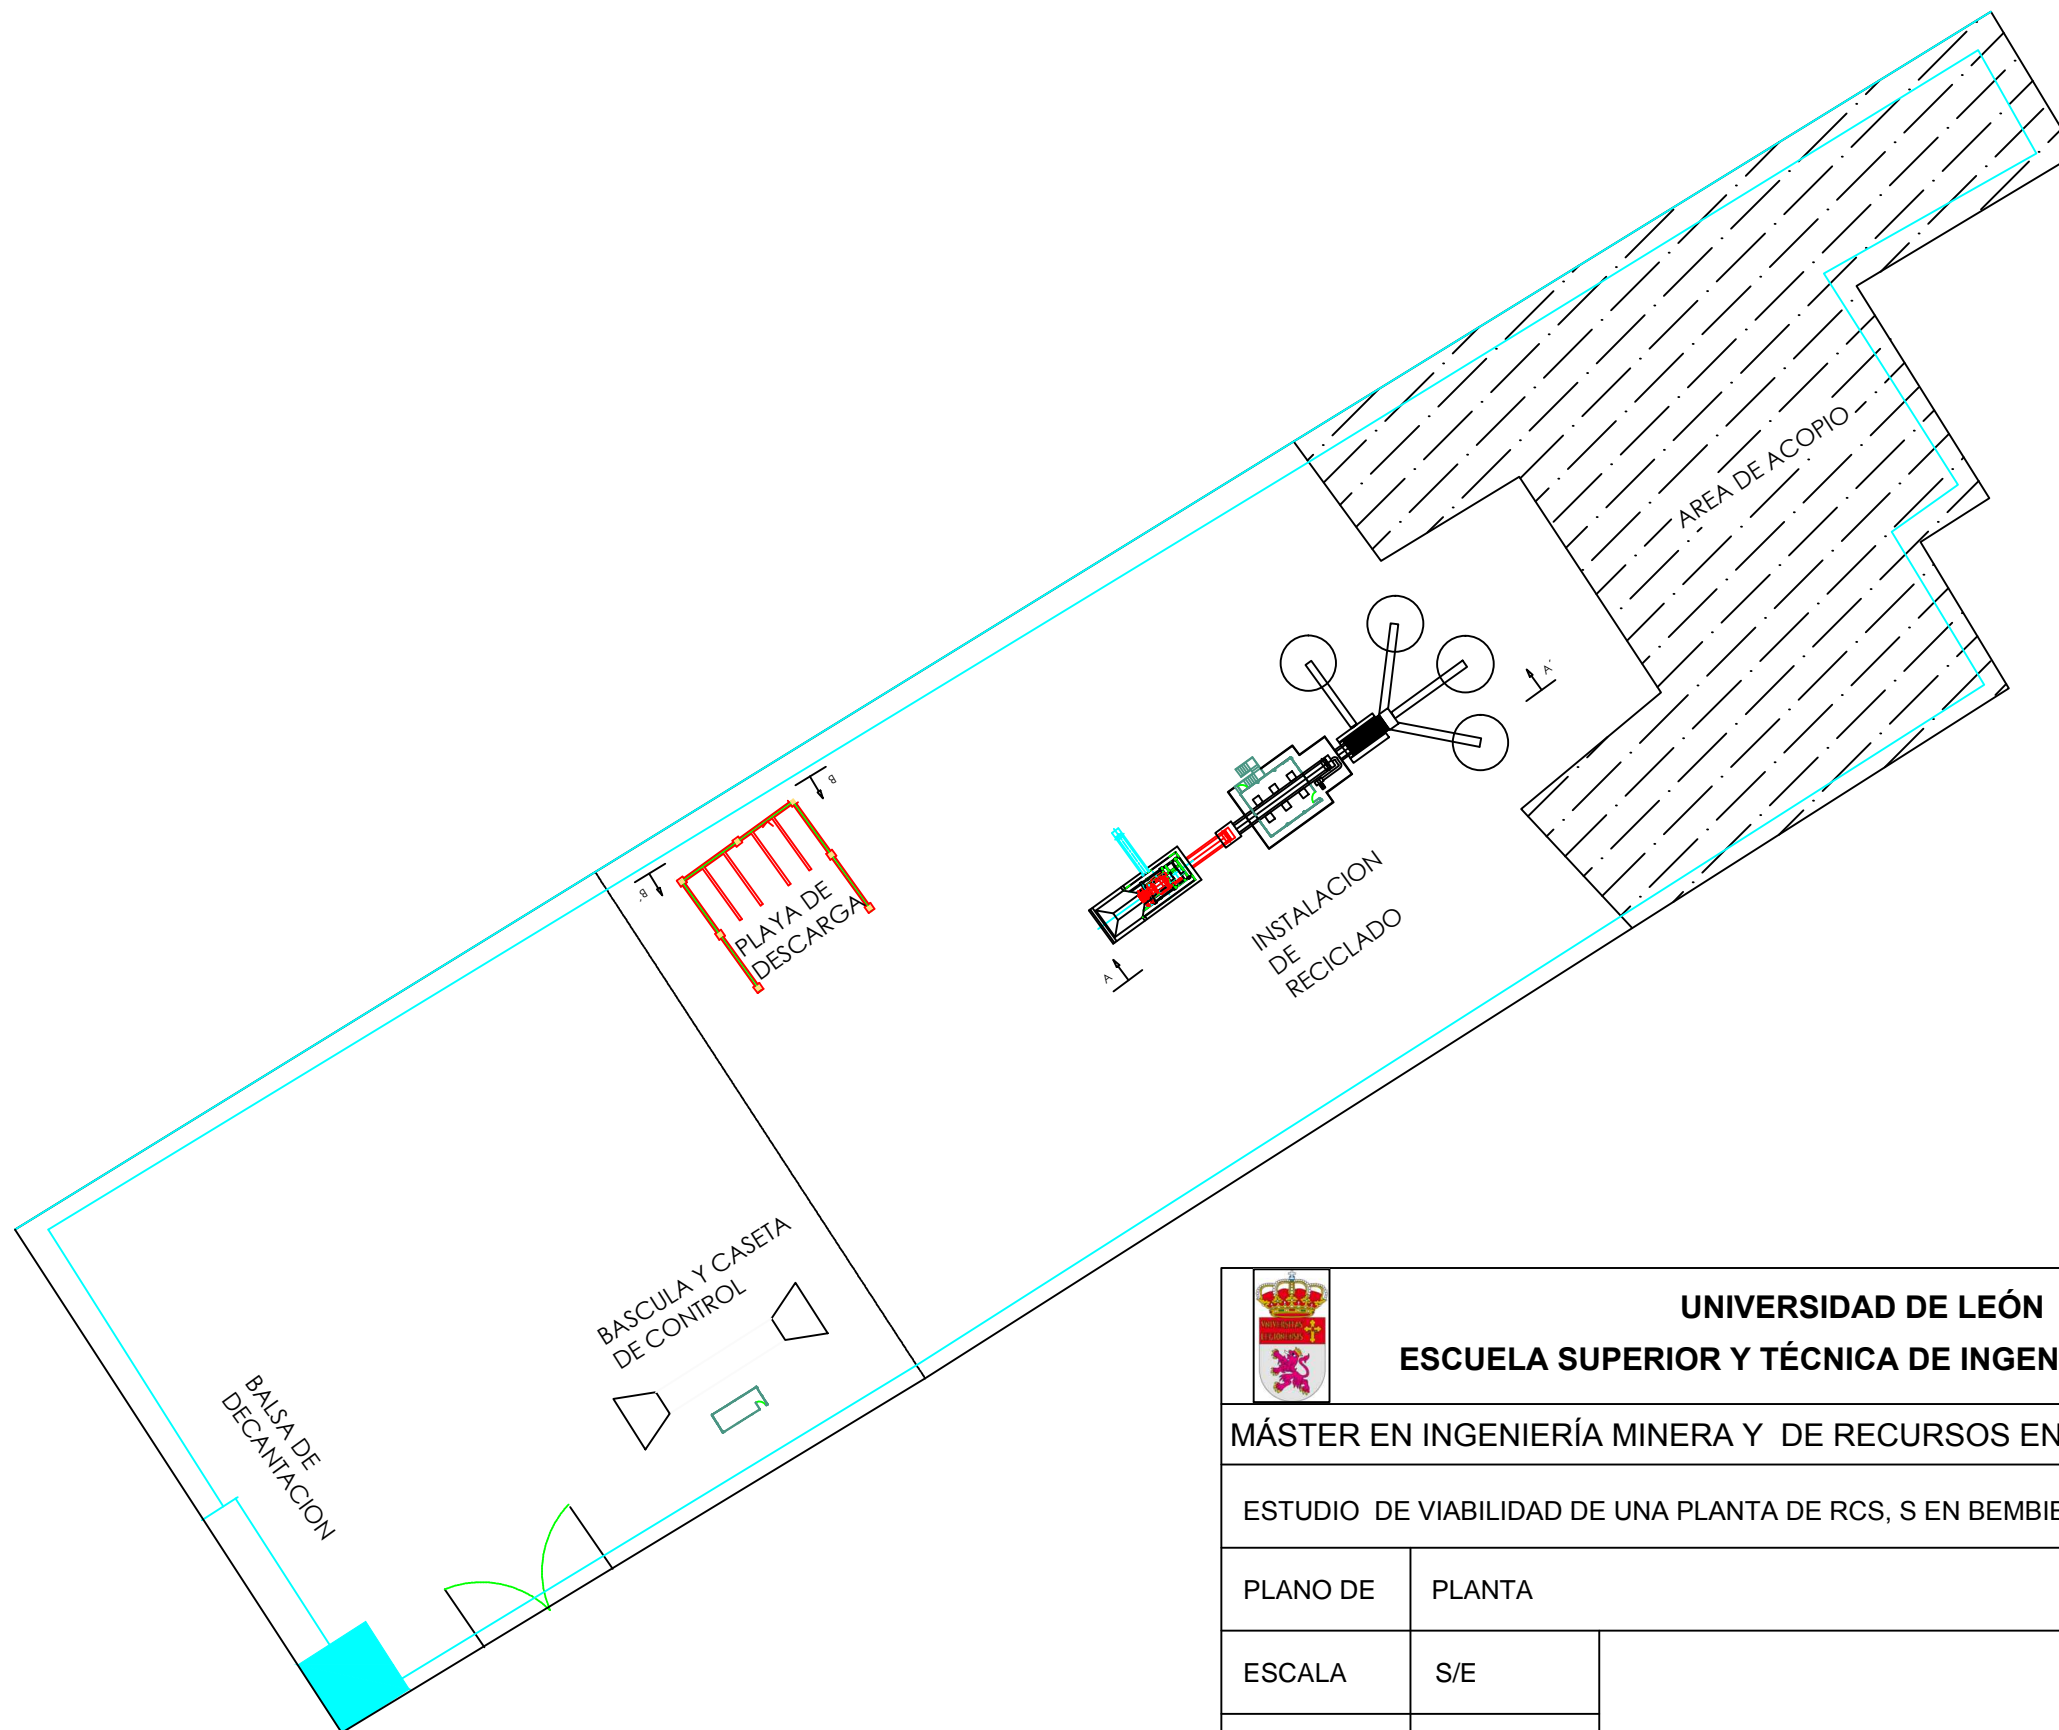 AREA DE ACOPIO
A´
B
B´
PLAYA DE
DESCARGA
A
INSTALACION
DE
RECICLADO
BASCULA Y CASETA
DE CONTROL
BALSA DE
DECANTACION
UNIVERSIDAD DE LEÓN
ESCUELA SUPERIOR Y TÉCNICA DE INGEN
MÁSTER EN INGENIERÍA MINERA Y DE RECURSOS EN
ESTUDIO DE VIABILIDAD DE UNA PLANTA DE RCS, S EN BEMBIB
PLANO DE PLANTA
ESCALA S/E